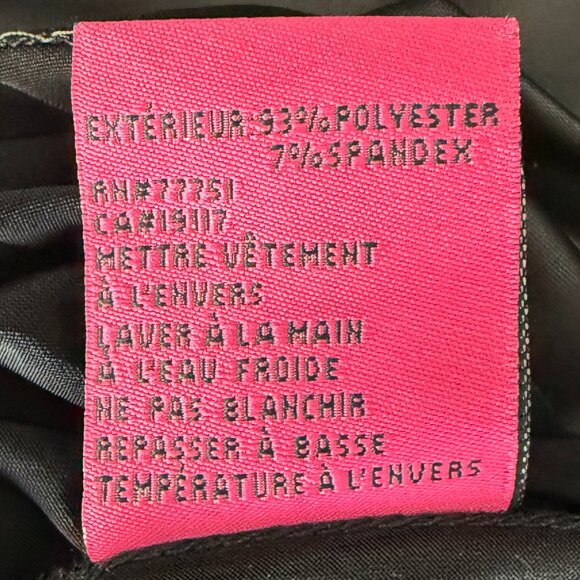 EXTÉRIEUR:93%POLYESTER
7%SPANDEX
RN#77751
CA#19117
METTRE VÊTEMENT
À L'ENVERS
LAVER À LA MAIN
À L'EAU FROIDE
NE PAS BLANCHIR
REPASSER À BASSE
TEMPÉRATURE À L'ENVERS